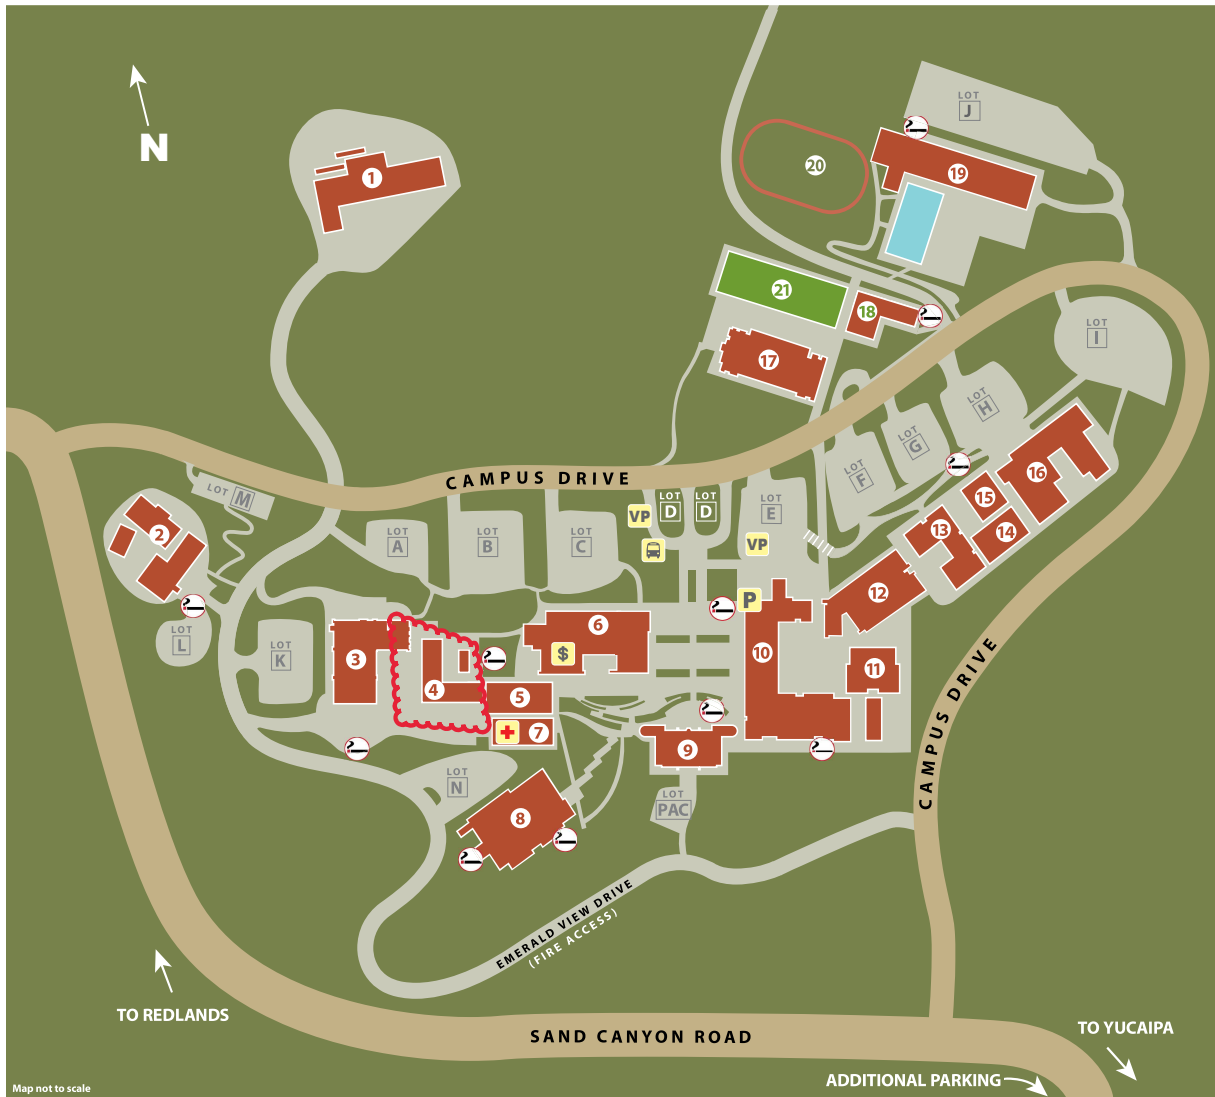 LOT
J
N
1
20
19
21
18
LOT
I
17
LOT
H
LOT
G
LOT
F
CAMPUS DRIVE
16
LOT M
LOT
D
LOT
D
LOT
E
15
VP
2
13
14
LOT
A
LOT
B
LOT
C
VP
12
P
LOT
L
6
LOT
K
3
$
10
11
4
5
7
9
CAMPUS DRIVE
LOT
N
LOT
PAC
8
EMERALD VIEW DRIVE
(FIRE ACCESS)
TO REDLANDS
SAND CANYON ROAD
TO YUCAIPA
ADDITIONAL PARKING
Map not to scale